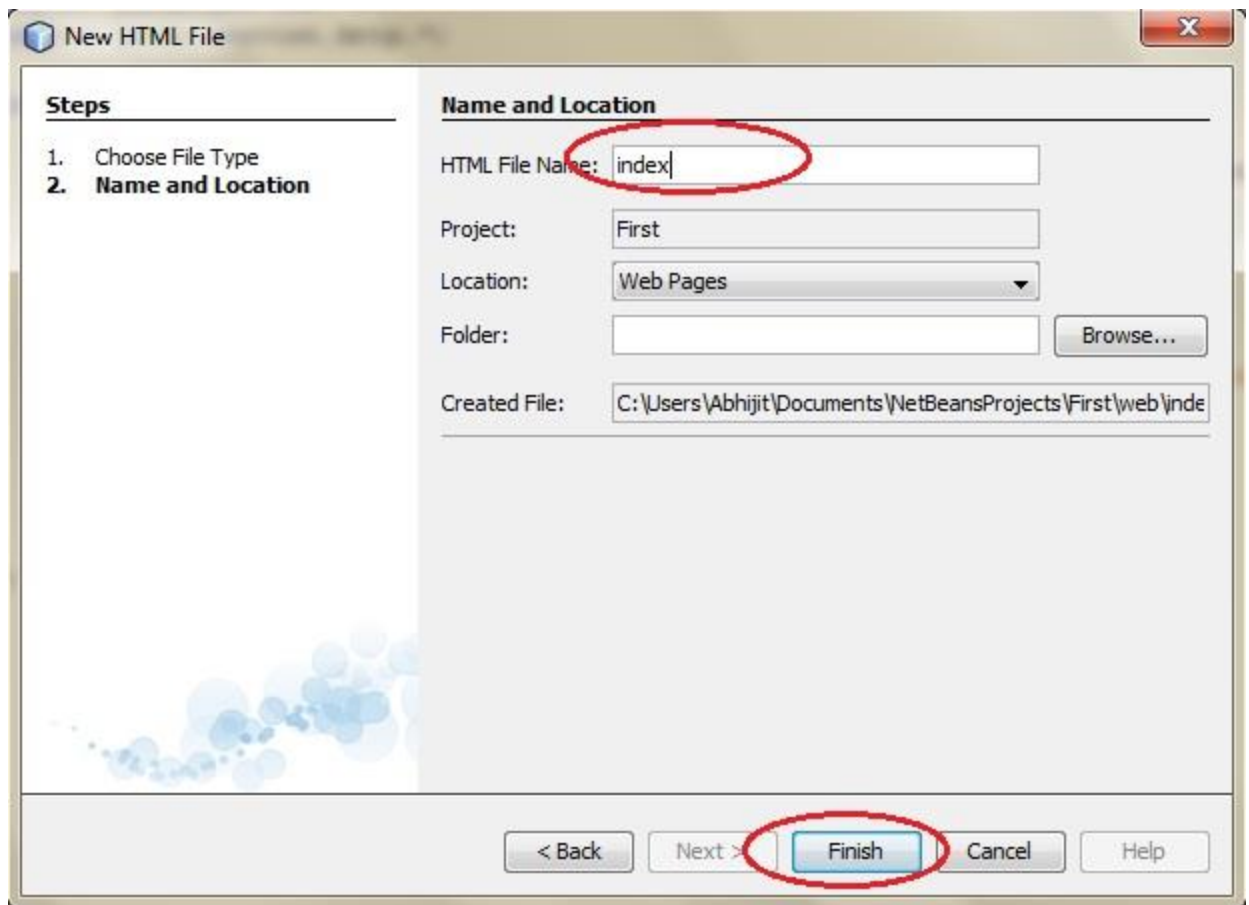 New HTML File
X
Steps
1. Choose File Type
2. Name and Location
Name and Location
HTML File Name: index
Project: First
Location: Web Pages
Folder:
Browse...
Created File: C:\Users\Abhijit\Documents\NetBeansProjects\First\web\inde
< Back Next > Finish Cancel Help